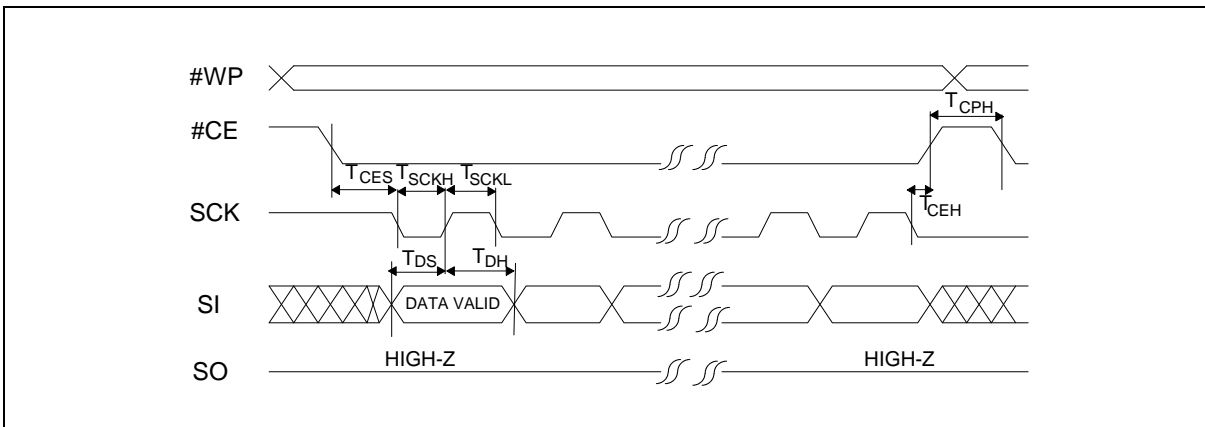 #WP
TCPH
#CE
TCES TSCKH TSCKL
SCK
TCEH
TDS TDH
SI DATA VALID
HIGH-Z HIGH-Z
SO